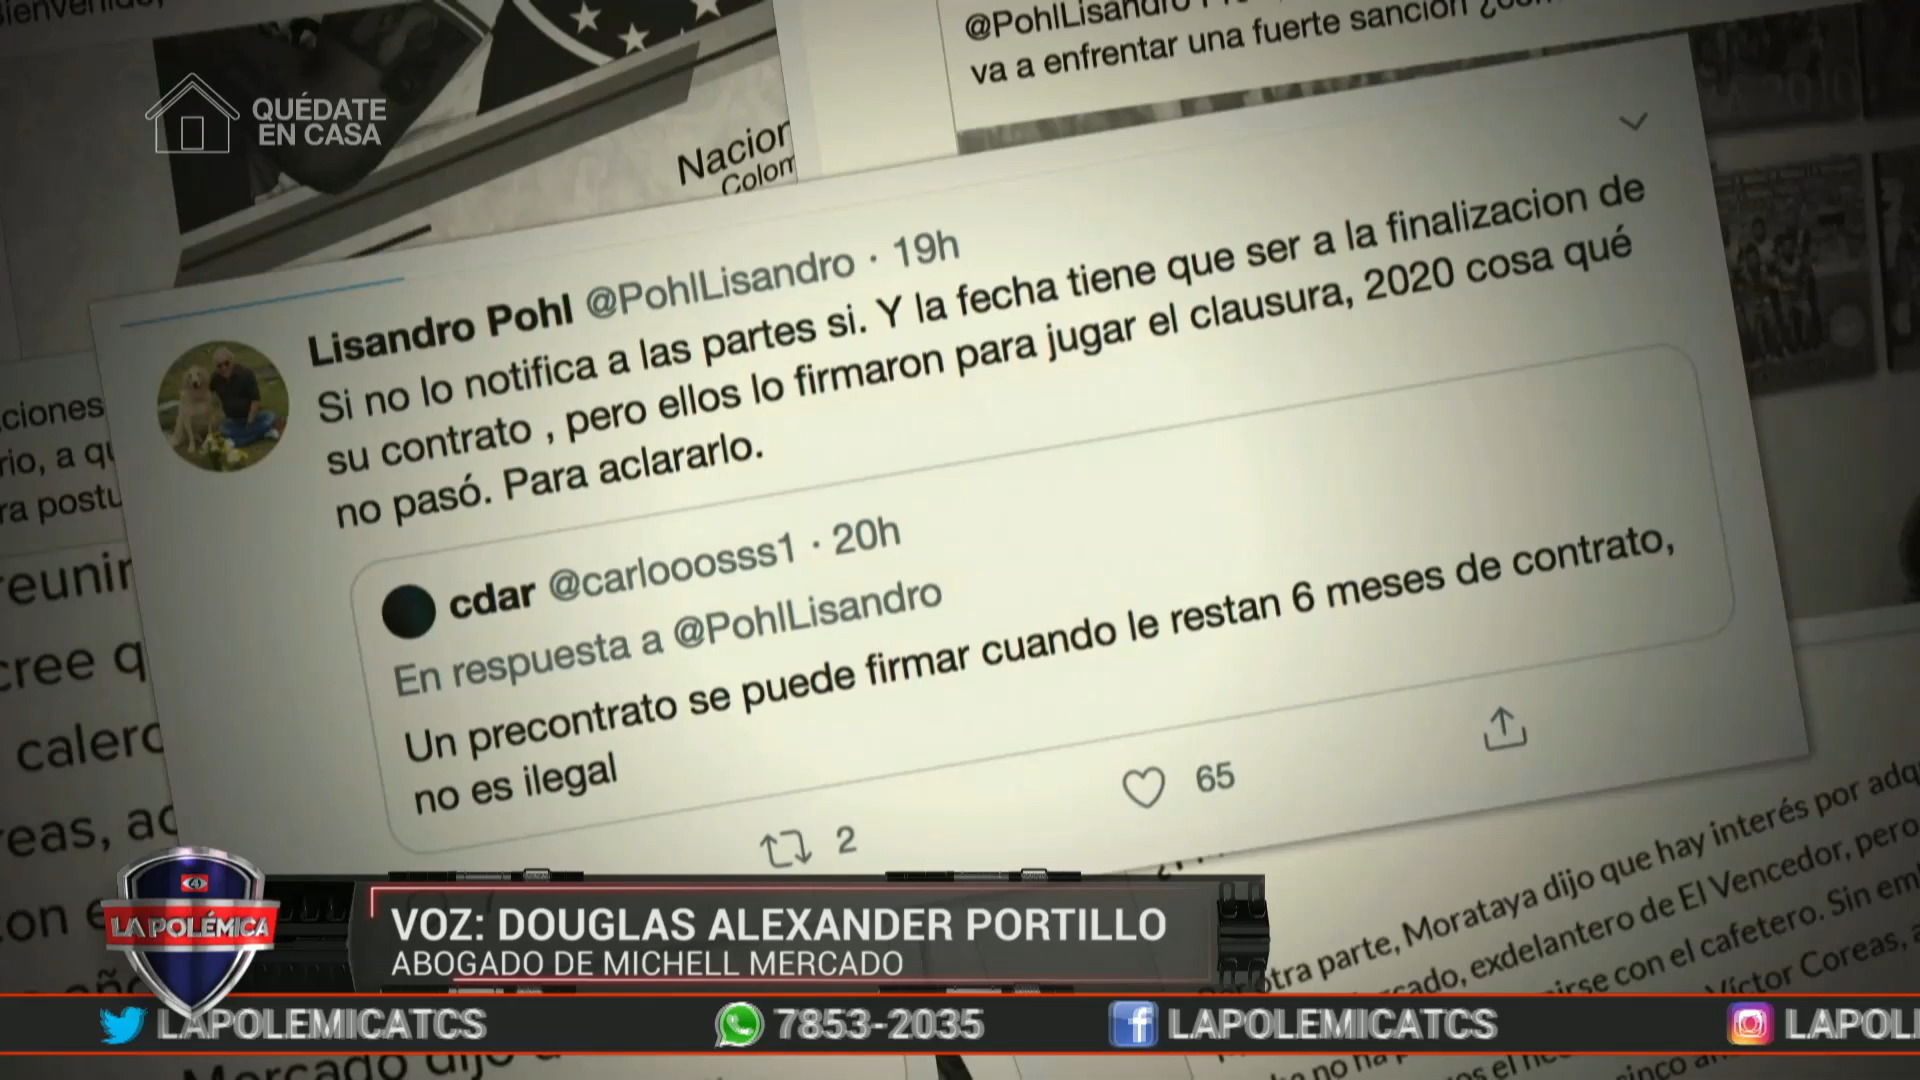 @PohlLisandro
va a enfrentar una fuerte sanción
QUÉDATE
EN CASA
Lisandro Pohl @PohlLisandro · 19h
Si no lo notifica a las partes si. Y la fecha tiene que ser a la finalizacion de
su contrato , pero ellos lo firmaron para jugar el clausura, 2020 cosa qué
no pasó. Para aclararlo.
cdar @carlooosss1 · 20h
En respuesta a @PohlLisandro
Un precontrato se puede firmar cuando le restan 6 meses de contrato,
no es ilegal
2
65
4
LA POLÉMICA
VOZ: DOUGLAS ALEXANDER PORTILLO
ABOGADO DE MICHELL MERCADO
otra parte, Morataya dijo que hay interés por
exdelantero de El Vencedor, pero
con el cafetero. Sin
Víctor Coreas,
LAPOLEMICATCS
7853-2035
LAPOLEMICATCS
Mercado dijo